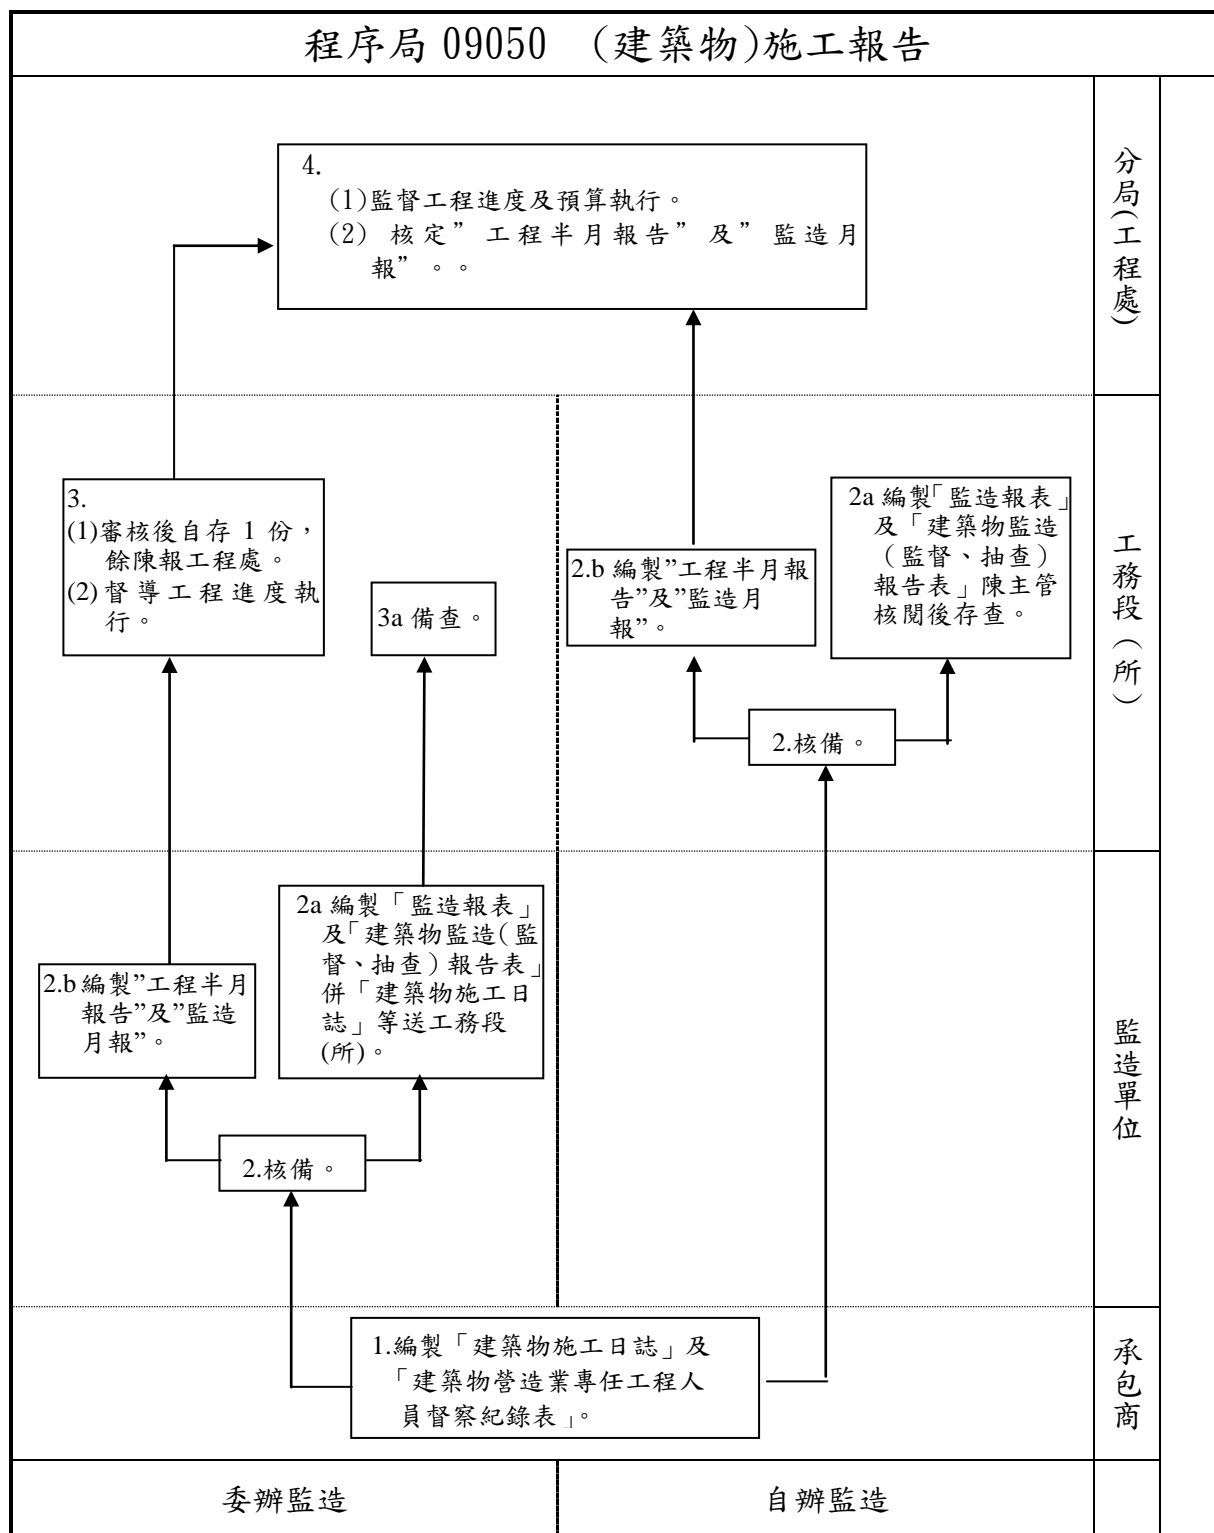 程序局 09050 (建築物)施工報告
4.
(1)監督工程進度及預算執行。
(2) 核定”工程半月報告”及”監造月
報”。。
分局(工程處)
3.
(1)審核後自存 1 份，
餘陳報工程處。
(2)督導工程進度執
行。
3a 備查。
2.b 編製”工程半月報
告”及”監造月
報”。
2a 編製「監造報表」
及「建築物監造
（監督、抽查）
報告表」陳主管
核閱後存查。
2.核備。
工務段（所）
2.b 編製”工程半月
報告”及”監造
月報”。
2a 編製「監造報表」
及「建築物監造(監
督、抽查）報告表」
併「建築物施工日
誌」等送工務段
(所)。
2.核備。
監造單位
1.編製「建築物施工日誌」及
「建築物營造業專任工程人
員督察紀錄表」。
承包商
委辦監造
自辦監造